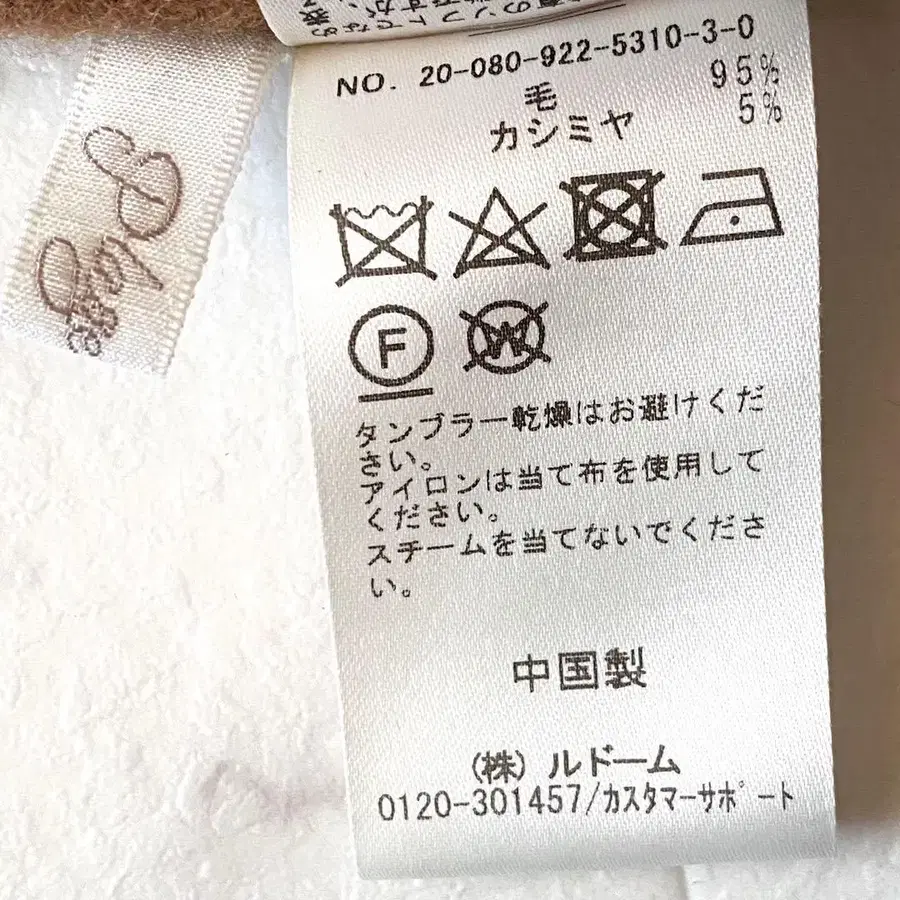 NO. 20-080-922-5310-3-0
毛 95%
カシミヤ 5%
F
W
タンブラー乾燥はお避けくだ
さい。
アイロンは当て布を使用して
ください。
スチームを当てないでくださ
い。
中国製
(株) ルドーム
0120-301457/カスタマーサポート
Plage